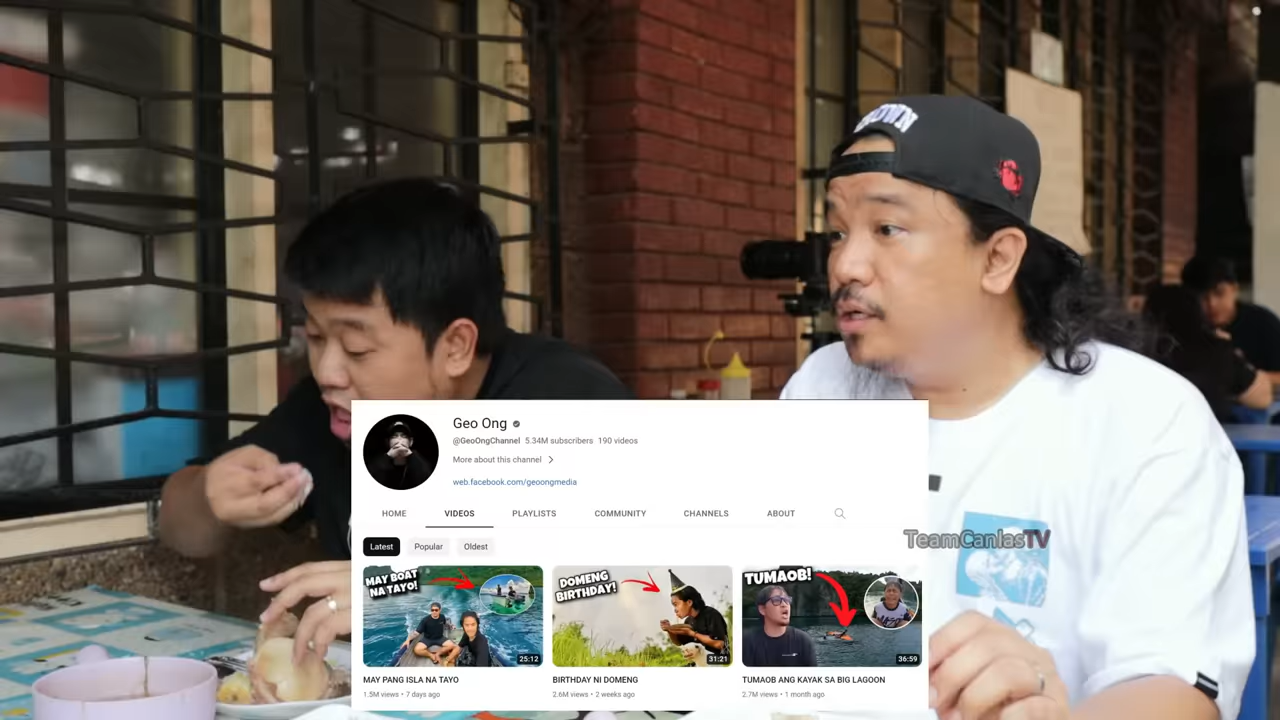 Geo Ong
@GeoOngChannel 5.34M subscribers 190 videos
More about this channel
web.facebook.com/geoongmedia
HOME VIDEOS PLAYLISTS COMMUNITY CHANNELS ABOUT
Latest Popular Oldest
MAY BOAT
NA TAYO!
25:12
DOMENG
BIRTHDAY!
31:21
TUMAOB!
36:59
MAY PANG ISLA NA TAYO
1.5M views • 7 days ago
BIRTHDAY NI DOMENG
2.6M views • 2 weeks ago
TUMAOB ANG KAYAK SA BIG LAGOON
2.7M views • 1 month ago
TeamCanlasTV